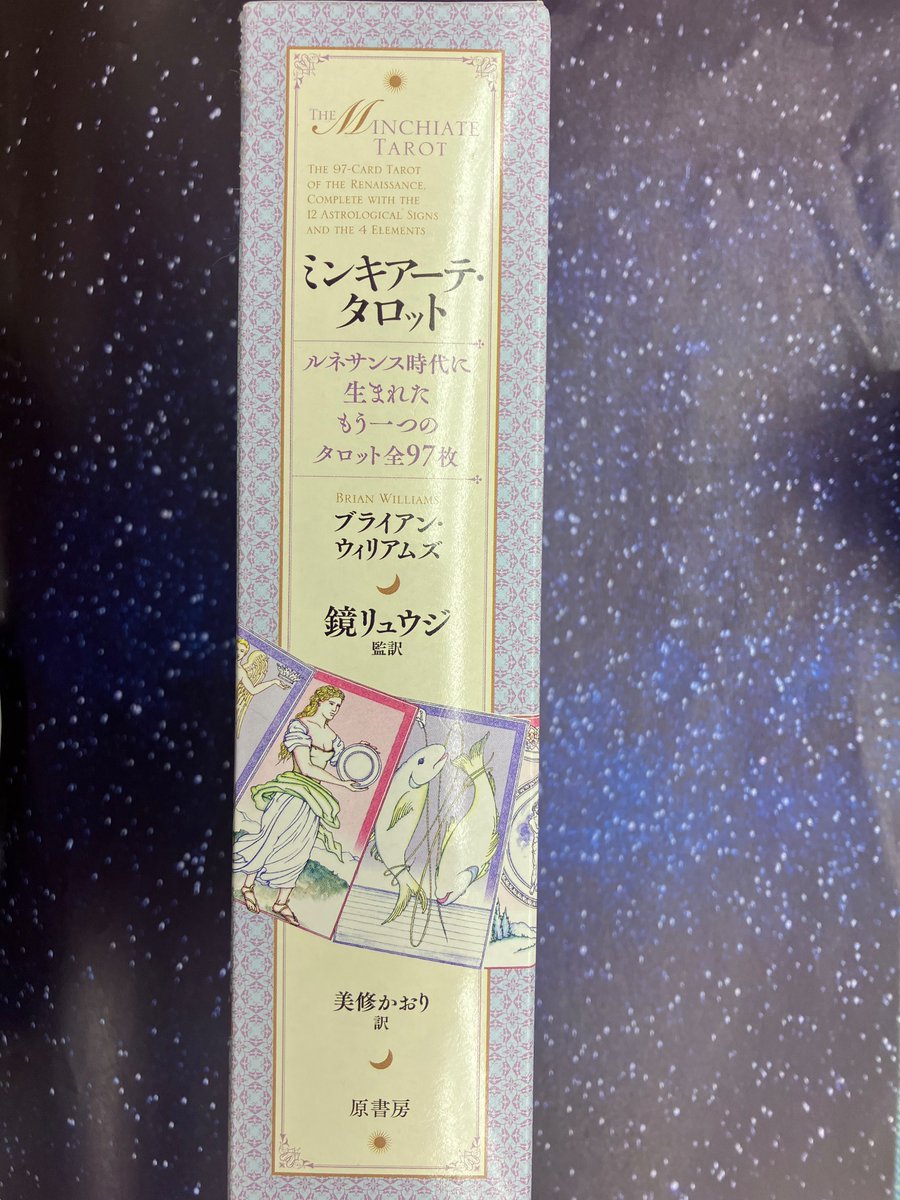 THE MINCHIATE
TAROT
THE 97-CARD TAROT
OF THE RENAISSANCE,
COMPLETE WITH THE
12 ASTROLOGICAL SIGNS
AND THE 4 ELEMENTS
ミンキアーテ・
タロット
ルネサンス時代に
生まれた
もう一つの
タロット全97枚
BRIAN WILLIAMS
ブライアン・
ウィリアムズ
鏡リュウジ
監訳
美修かおり
訳
原書房